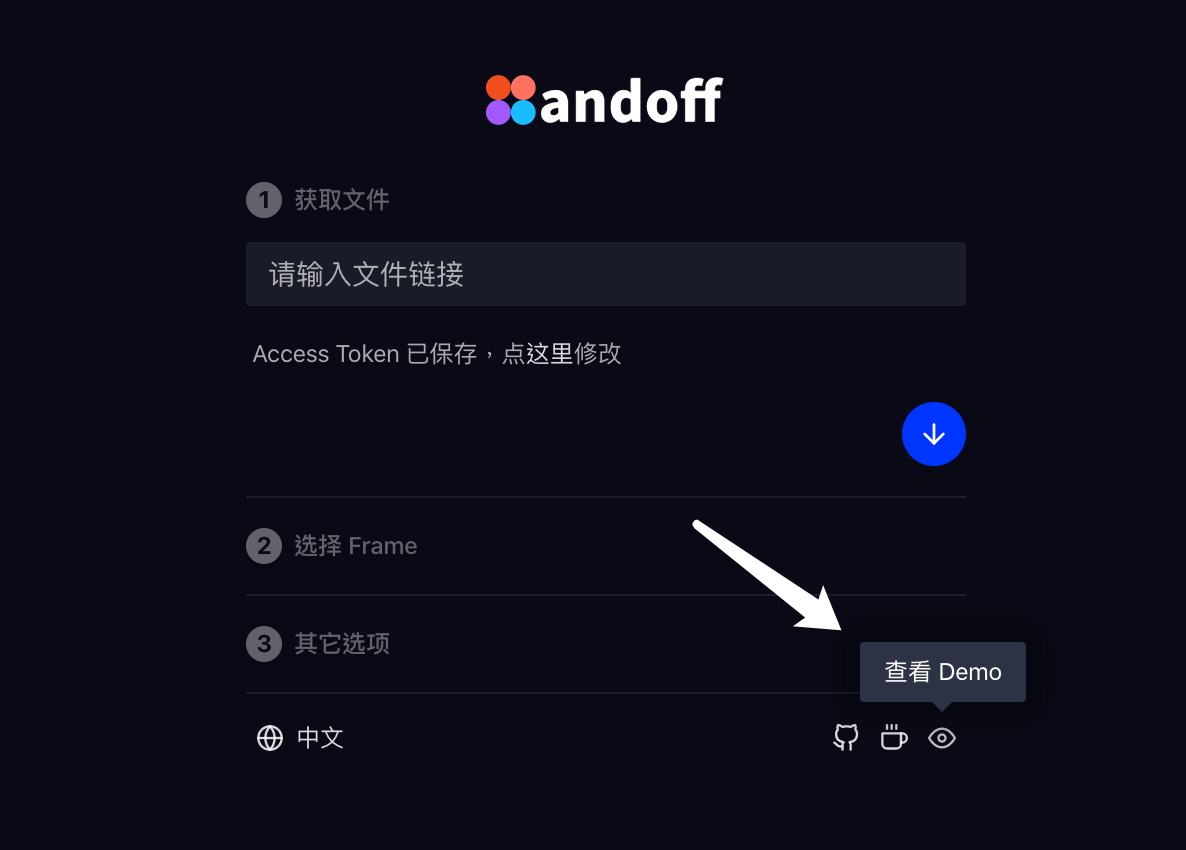 andoff
1 获取文件
请输入文件链接
Access Token 已保存，点这里修改
2 选择 Frame
3 其它选项
查看 Demo
中文